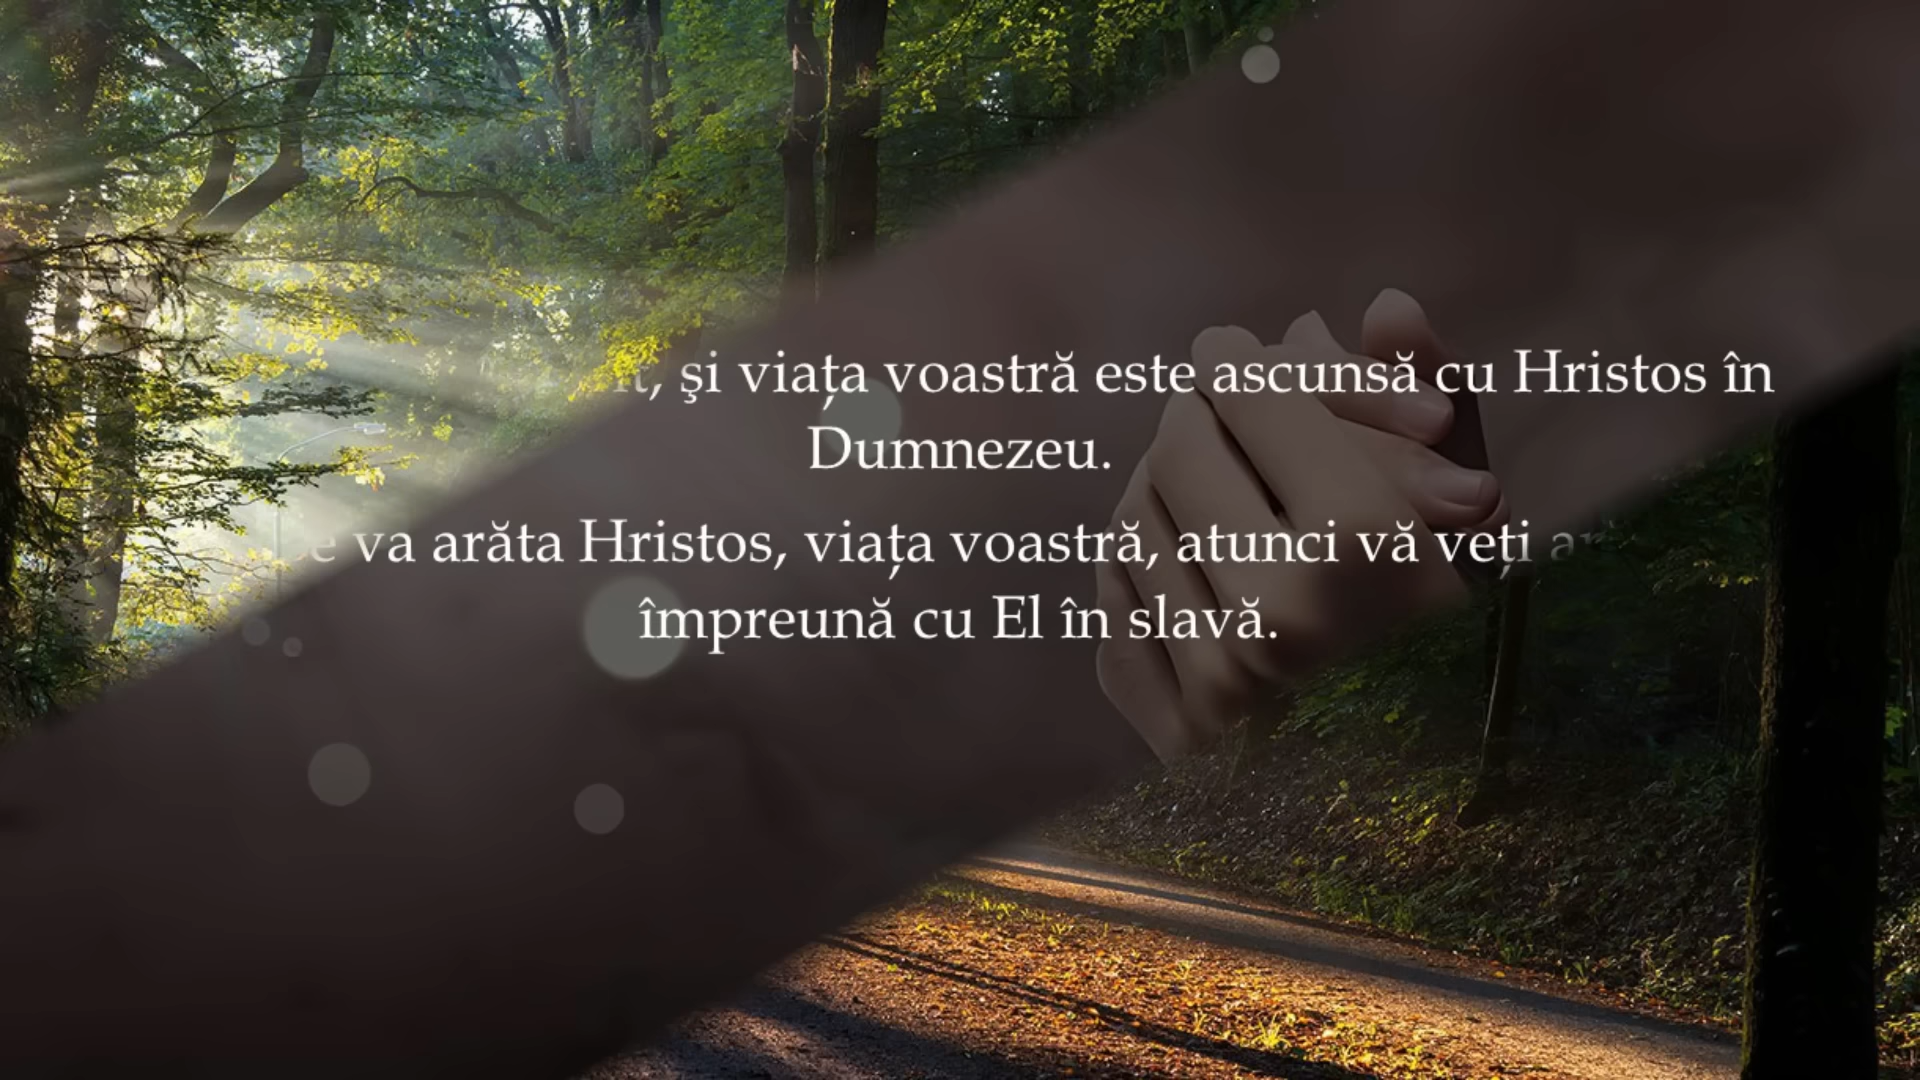 şi viața voastră este ascunsă cu Hristos în
Dumnezeu.
va arăta Hristos, viața voastră, atunci vă veți
împreună cu El în slavă.